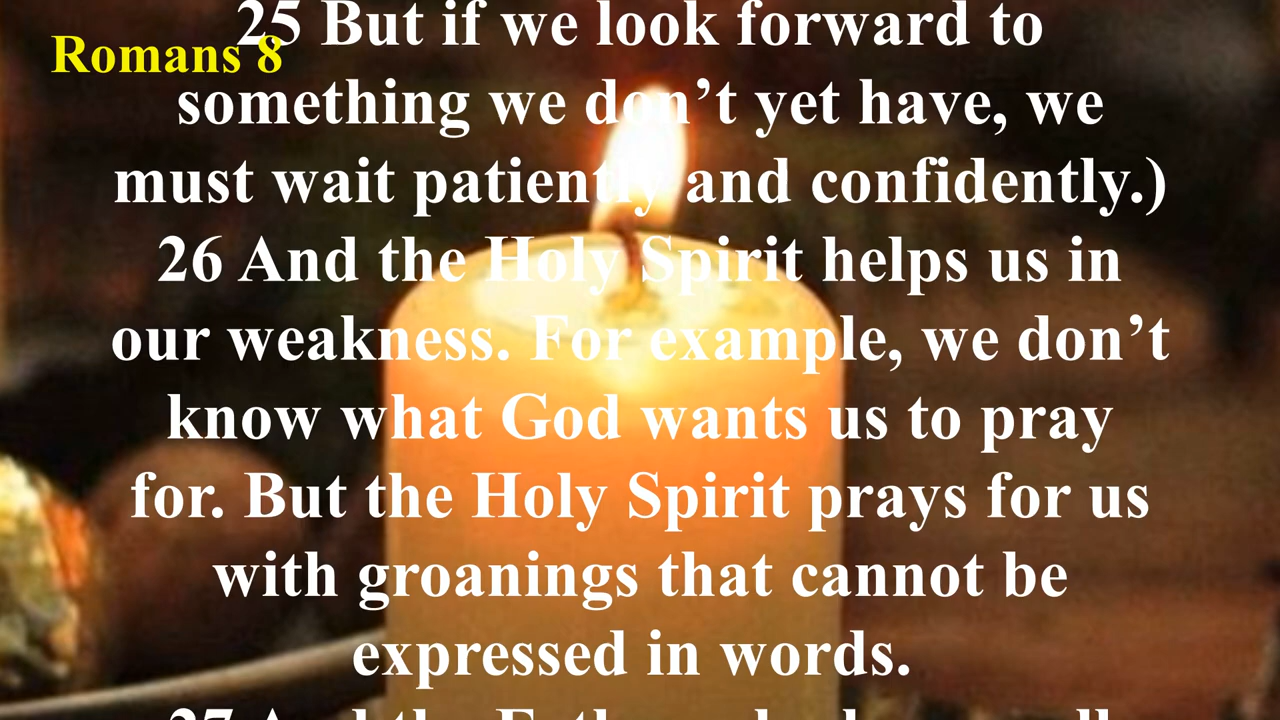 Romans 8
25 But if we look forward to
something we don’t yet have, we
must wait patiently and confidently.)
26 And the Holy Spirit helps us in
our weakness. For example, we don’t
know what God wants us to pray
for. But the Holy Spirit prays for us
with groanings that cannot be
expressed in words.
27 And the